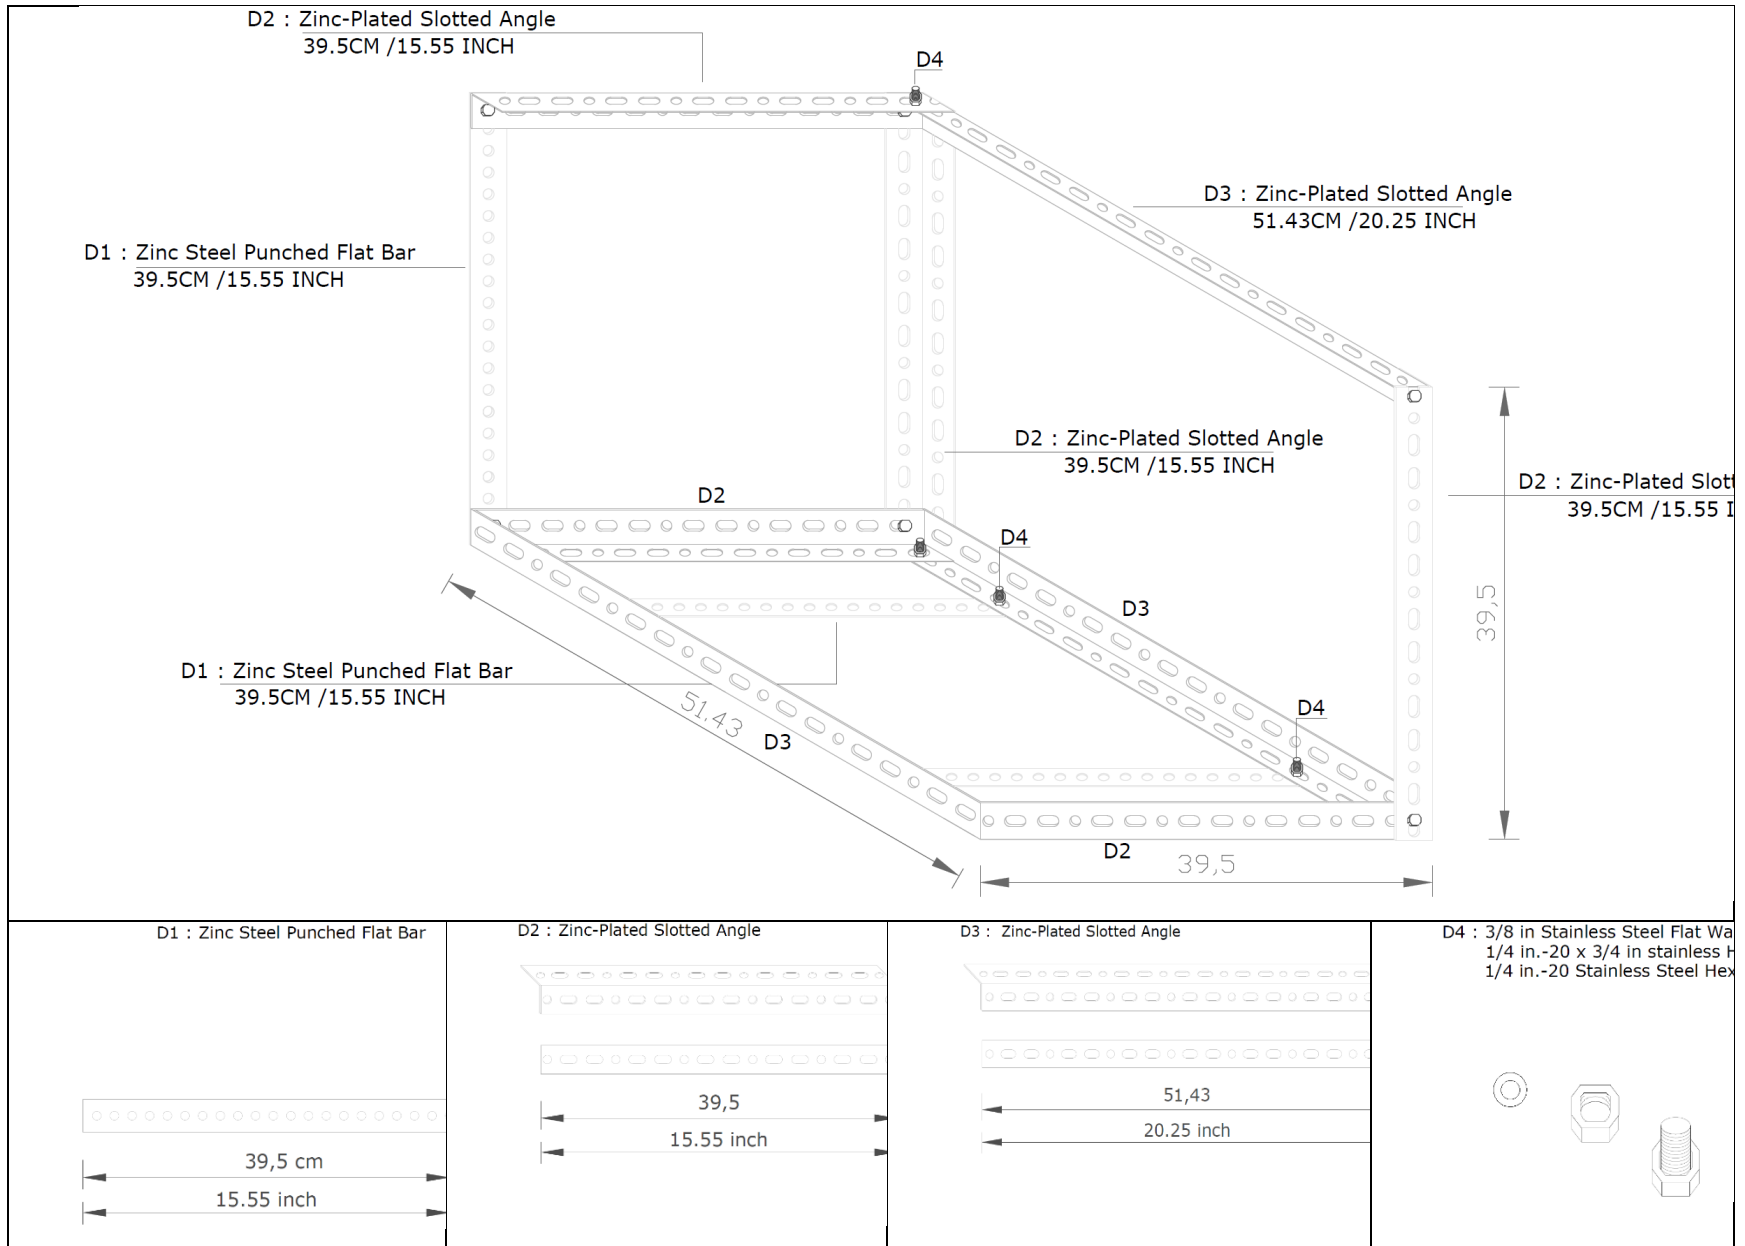 D2 : Zinc-Plated Slotted Angle
39.5CM /15.55 INCH
D4
D3 : Zinc-Plated Slotted Angle
51.43CM /20.25 INCH
D1 : Zinc Steel Punched Flat Bar
39.5CM /15.55 INCH
D2 : Zinc-Plated Slotted Angle
39.5CM /15.55 INCH
D2 : Zinc-Plated Slott
39.5CM /15.55 I
D2
D4
D3
39,5
D1 : Zinc Steel Punched Flat Bar
39.5CM /15.55 INCH
51.43
D3
D4
D2
39,5
D1 : Zinc Steel Punched Flat Bar
39,5 cm
15.55 inch
D2 : Zinc-Plated Slotted Angle
39,5
15.55 inch
D3 : Zinc-Plated Slotted Angle
51,43
20.25 inch
D4 : 3/8 in Stainless Steel Flat Wa
1/4 in.-20 x 3/4 in stainless H
1/4 in.-20 Stainless Steel Hex